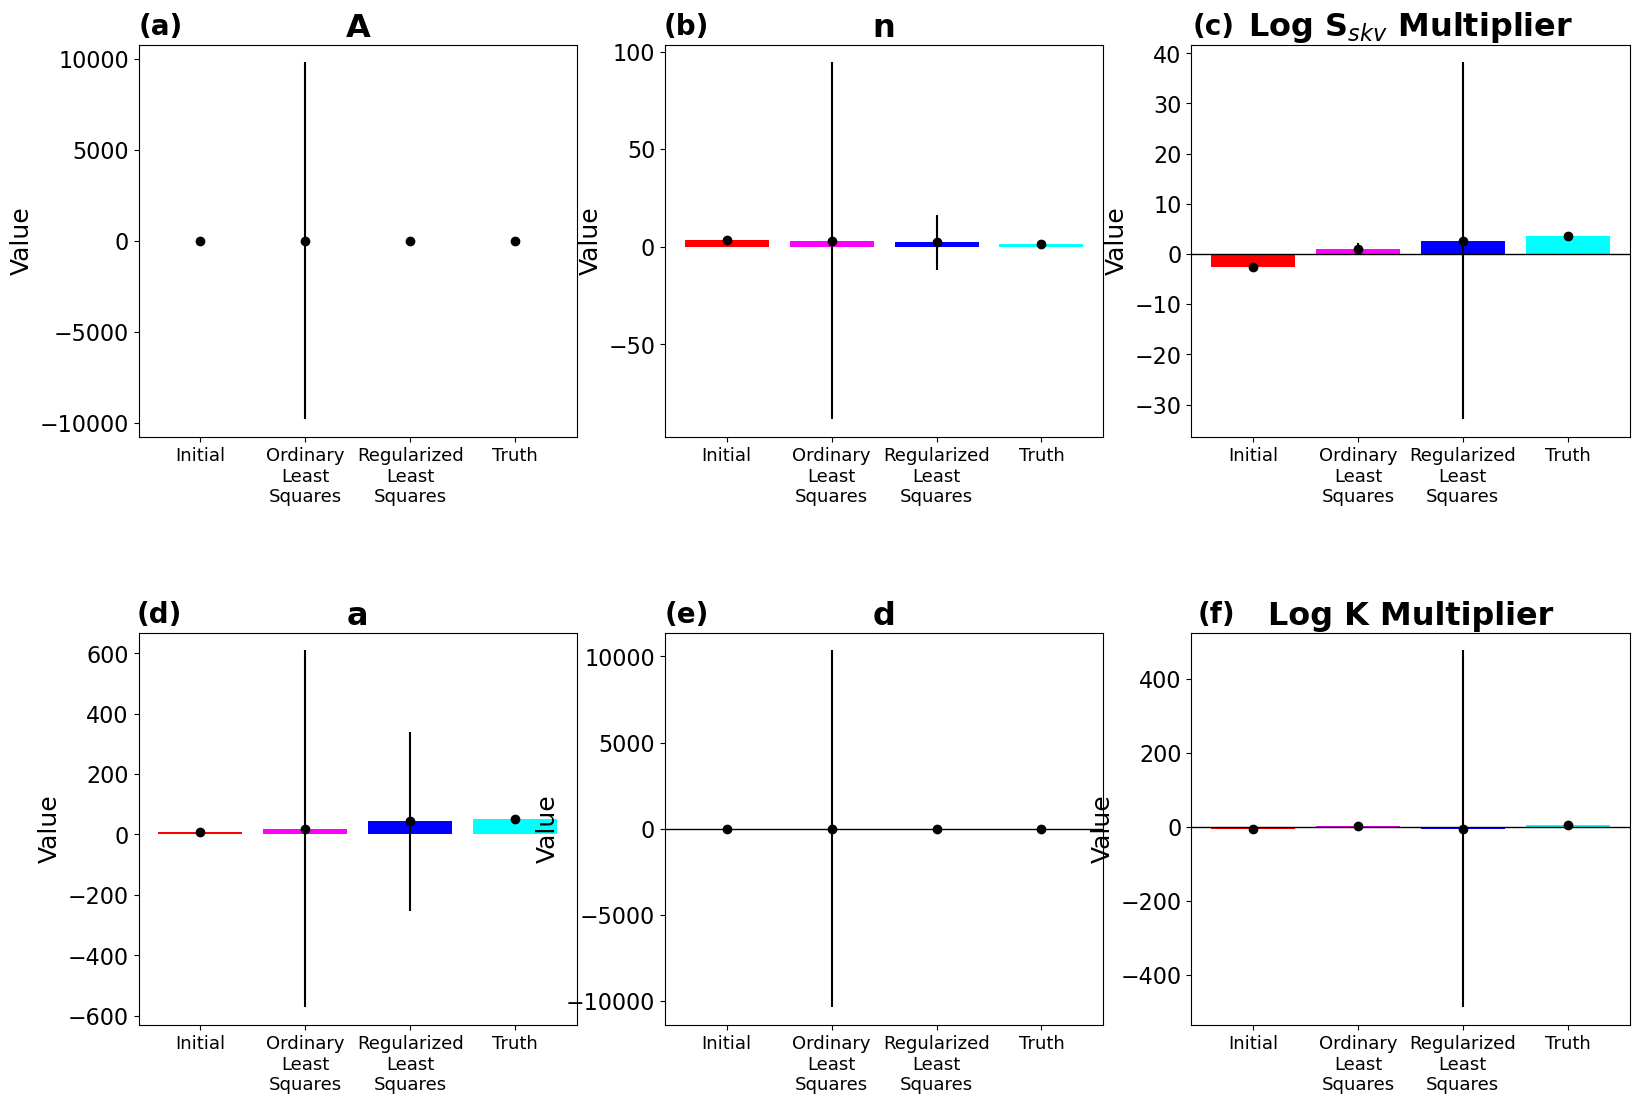 (a) A
10000
5000
0
−5000
−10000
Value
Initial
Ordinary
Least
Squares
Regularized
Least
Squares
Truth
(b) n
100
50
0
−50
Value
Initial
Ordinary
Least
Squares
Regularized
Least
Squares
Truth
(c) Log S_skv Multiplier
40
30
20
10
0
−10
−20
−30
Value
Initial
Ordinary
Least
Squares
Regularized
Least
Squares
Truth
(d) a
600
400
200
0
−200
−400
−600
Value
Initial
Ordinary
Least
Squares
Regularized
Least
Squares
Truth
(e) d
10000
5000
0
−5000
−10000
Value
Initial
Ordinary
Least
Squares
Regularized
Least
Squares
Truth
(f) Log K Multiplier
400
200
0
−200
−400
Value
Initial
Ordinary
Least
Squares
Regularized
Least
Squares
Truth